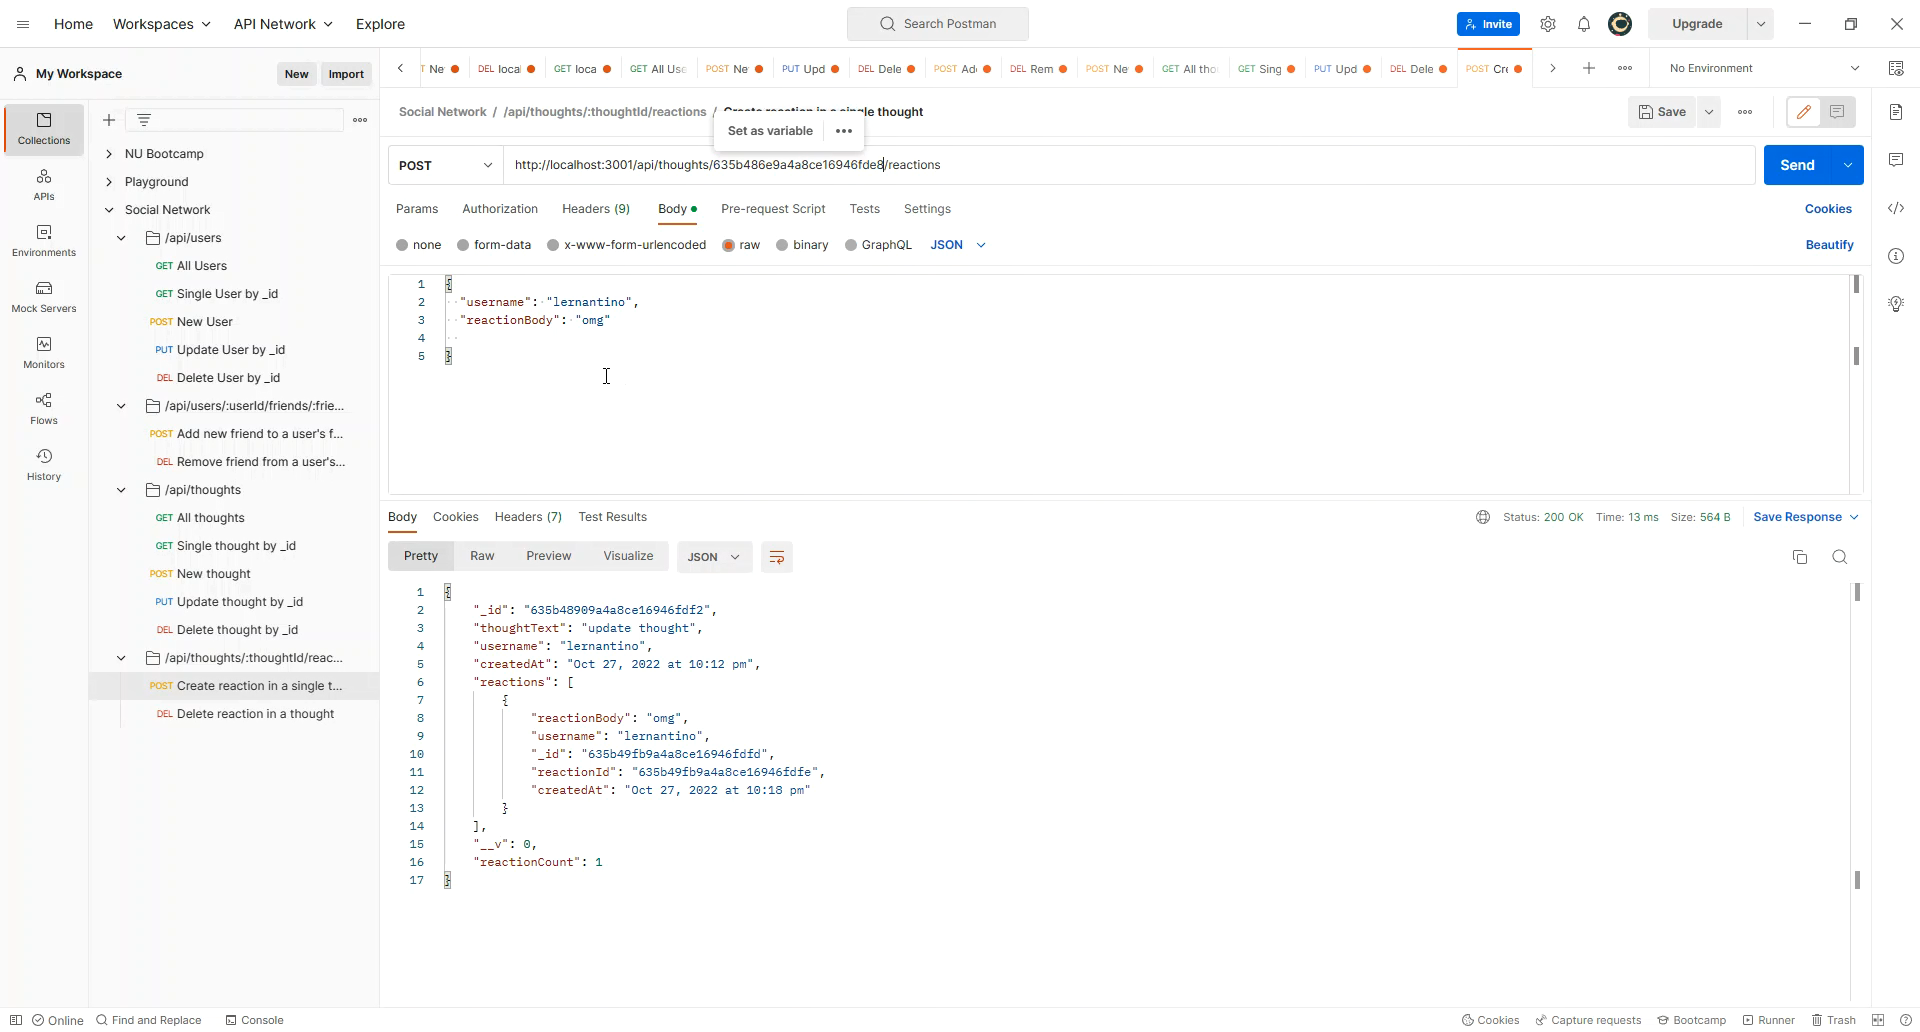 Home Workspaces API Network Explore Search Postman Invite Upgrade
My Workspace New Import
Ne DEL local GET loca GET All Use POST Ne PUT Upd DEL Dele POST Add DEL Rem POST Ne GET All tho GET Sing PUT Upd DEL Dele POST Cre No Environment
Social Network / /api/thoughts/:thoughtId/reactions / Create reaction in a single thought Save
Set as variable
POST http://localhost:3001/api/thoughts/635b486e9a4a8ce16946fde8/reactions Send
Params Authorization Headers (9) Body Pre-request Script Tests Settings Cookies
none form-data x-www-form-urlencoded raw binary GraphQL JSON Beautify
1 {
2 "username": "lernantino",
3 "reactionBody": "omg"
4
5 }
Collections
APIs
Environments
Mock Servers
Monitors
Flows
History
NU Bootcamp
Playground
Social Network
/api/users
GET All Users
GET Single User by _id
POST New User
PUT Update User by _id
DEL Delete User by _id
/api/users/:userId/friends/:frie...
POST Add new friend to a user's f...
DEL Remove friend from a user's...
/api/thoughts
GET All thoughts
GET Single thought by _id
POST New thought
PUT Update thought by _id
DEL Delete thought by _id
/api/thoughts/:thoughtId/reac...
POST Create reaction in a single t...
DEL Delete reaction in a thought
Body Cookies Headers (7) Test Results Status: 200 OK Time: 13 ms Size: 564 B Save Response
Pretty Raw Preview Visualize JSON
1 {
2 "_id": "635b48909a4a8ce16946fdf2",
3 "thoughtText": "update thought",
4 "username": "lernantino",
5 "createdAt": "Oct 27, 2022 at 10:12 pm",
6 "reactions": [
7 {
8 "reactionBody": "omg",
9 "username": "lernantino",
10 "_id": "635b49fb9a4a8ce16946fdfd",
11 "reactionId": "635b49fb9a4a8ce16946fdfe",
12 "createdAt": "Oct 27, 2022 at 10:18 pm"
13 }
14 ],
15 "__v": 0,
16 "reactionCount": 1
17 }
Online Find and Replace Console Cookies Capture requests Bootcamp Runner Trash